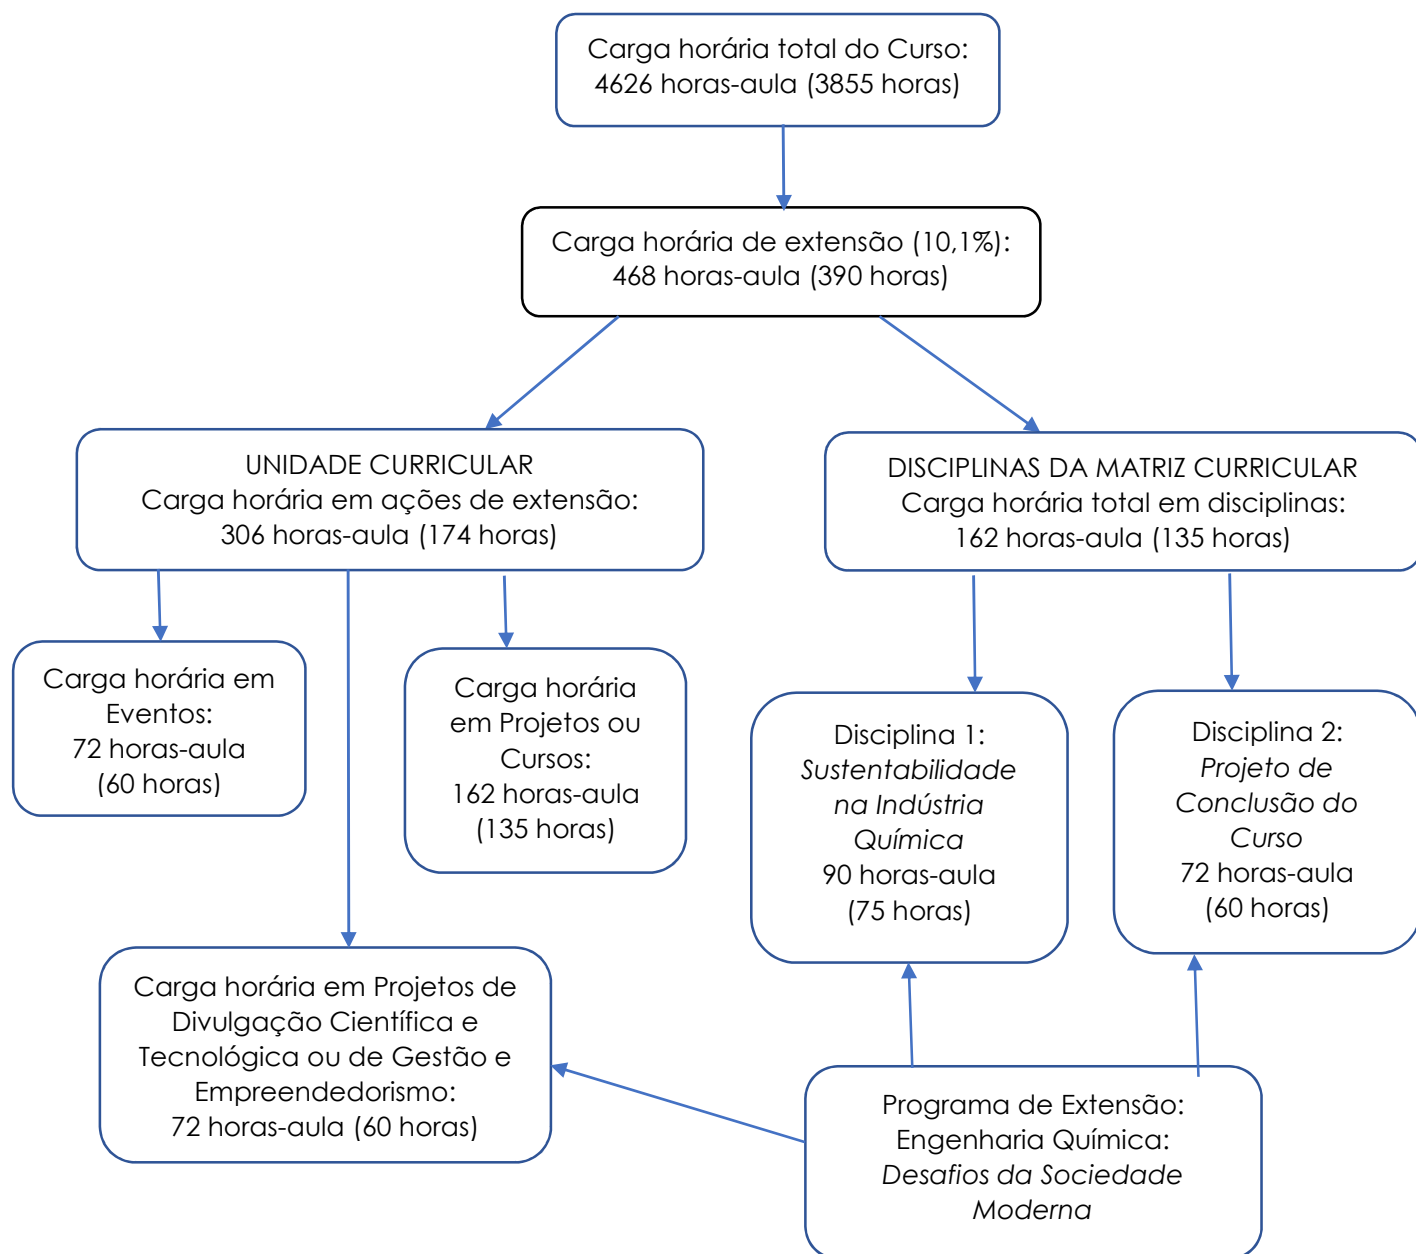 Carga horária total do Curso:
4626 horas-aula (3855 horas)
Carga horária de extensão (10,1%):
468 horas-aula (390 horas)
UNIDADE CURRICULAR
Carga horária em ações de extensão:
306 horas-aula (174 horas)
DISCIPLINAS DA MATRIZ CURRICULAR
Carga horária total em disciplinas:
162 horas-aula (135 horas)
Carga horária em
Eventos:
72 horas-aula
(60 horas)
Carga horária
em Projetos ou
Cursos:
162 horas-aula
(135 horas)
Disciplina 1:
Sustentabilidade
na Indústria
Química
90 horas-aula
(75 horas)
Disciplina 2:
Projeto de
Conclusão do
Curso
72 horas-aula
(60 horas)
Carga horária em Projetos de
Divulgação Científica e
Tecnológica ou de Gestão e
Empreendedorismo:
72 horas-aula (60 horas)
Programa de Extensão:
Engenharia Química:
Desafios da Sociedade
Moderna